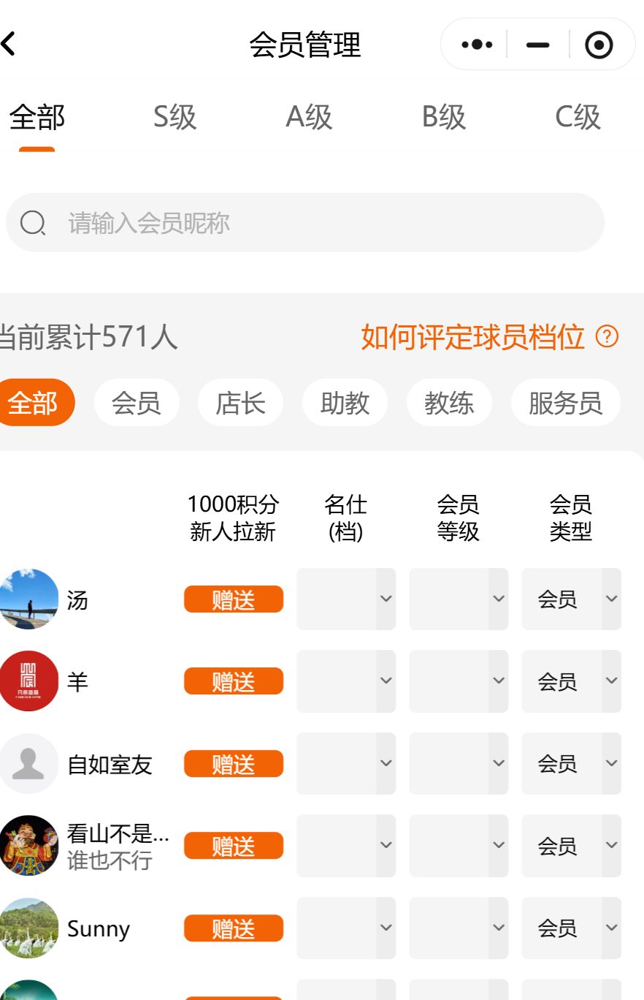 会员管理
全部 S级 A级 B级 C级
请输入会员昵称
当前累计571人 如何评定球员档位 ?
全部 会员 店长 助教 教练 服务员
1000积分 名仕 会员 会员
新人拉新 (档) 等级 类型
汤 赠送 会员
羊 赠送 会员
自如室友 赠送 会员
看山不是...
谁也不行 赠送 会员
Sunny 赠送 会员